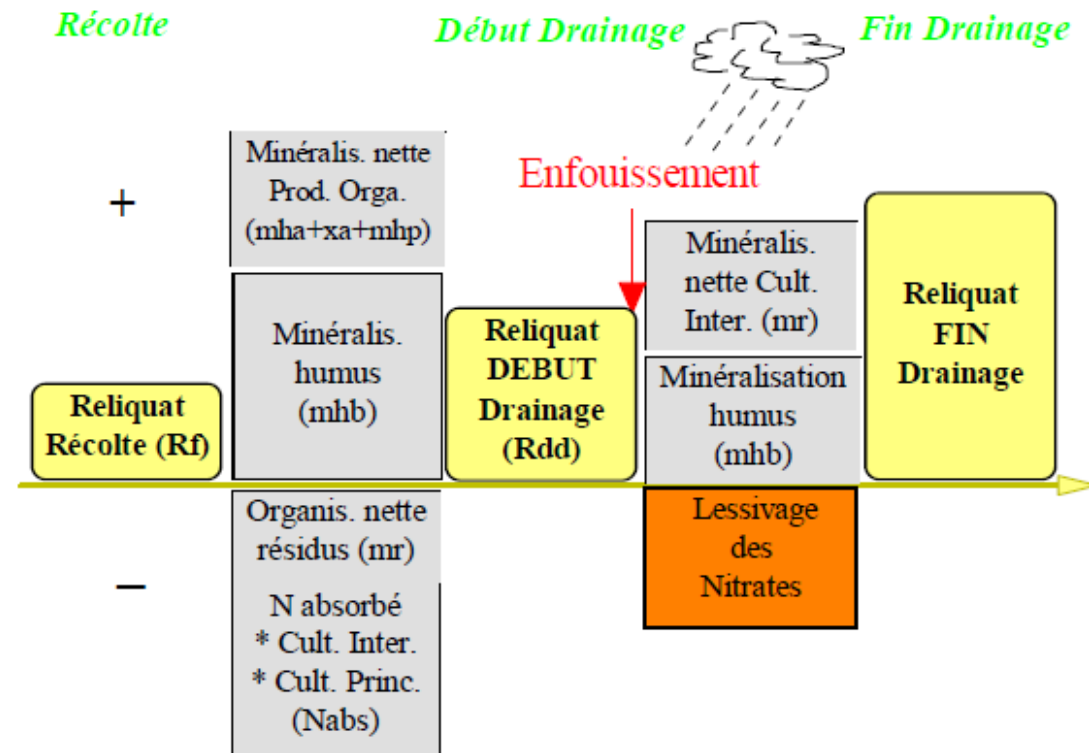 Récolte
Début Drainage
Fin Drainage
+
Minéralis. nette
Prod. Orga.
(mha+xa+mhp)
Minéralis.
humus
(mhb)
Reliquat
Récolte (Rf)
Organis. nette
résidus (mr)
N absorbé
* Cult. Inter.
* Cult. Princ.
(Nabs)
–
Enfouissement
Reliquat
DEBUT
Drainage
(Rdd)
Minéralis.
nette Cult.
Inter. (mr)
Minéralisation
humus
(mhb)
Lessivage
des
Nitrates
Reliquat
FIN
Drainage